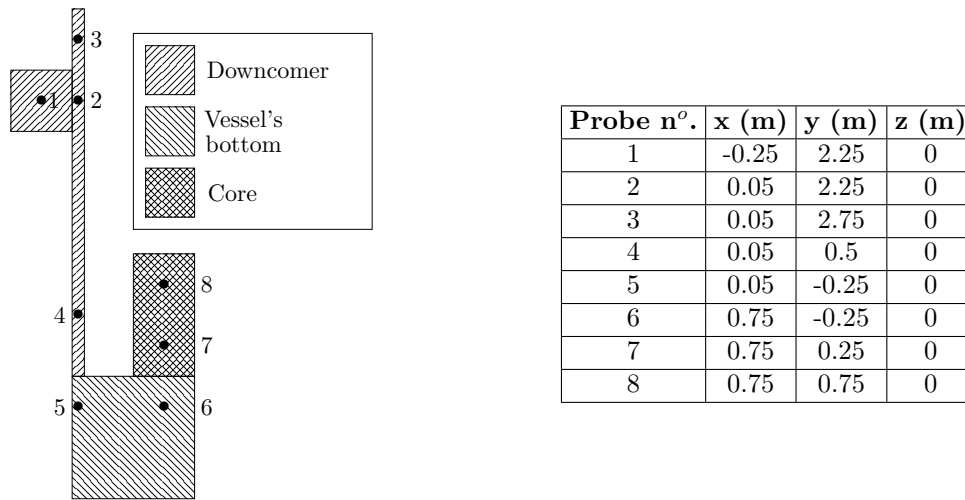 3
1
2
Downcomer
Vessel's
bottom
Core
4
8
7
5
6
Probe nº. x (m) y (m) z (m)
1 -0.25 2.25 0
2 0.05 2.25 0
3 0.05 2.75 0
4 0.05 0.5 0
5 0.05 -0.25 0
6 0.75 -0.25 0
7 0.75 0.25 0
8 0.75 0.75 0